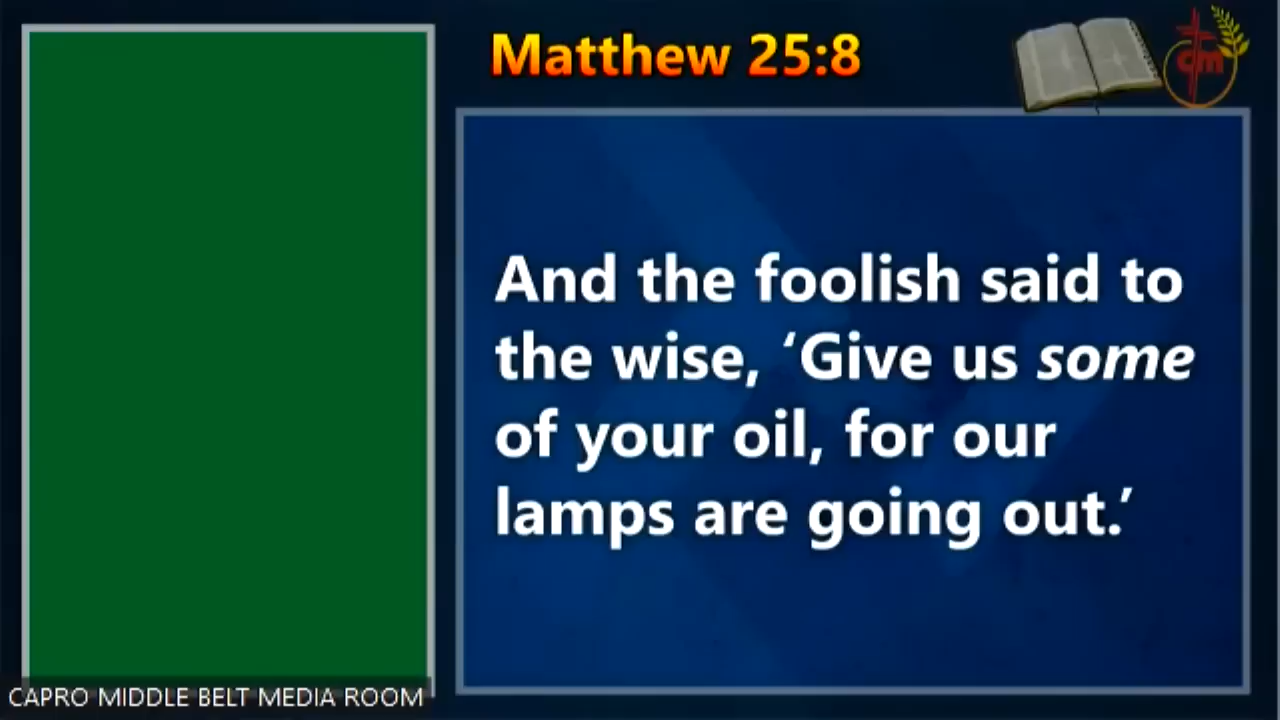 Matthew 25:8
cm
And the foolish said to
the wise, ‘Give us some
of your oil, for our
lamps are going out.’
CAPRO MIDDLE BELT MEDIA ROOM